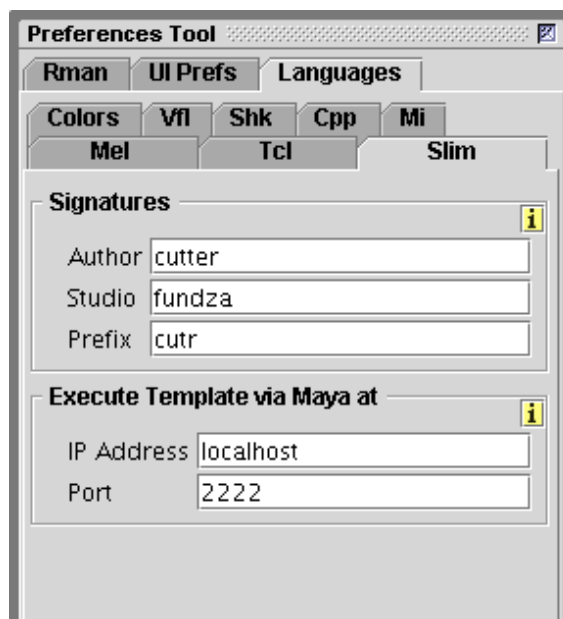 Preferences Tool
Rman UI Prefs Languages
Colors Vfl Shk Cpp Mi
Mel Tcl Slim
Signatures
i
Author cutter
Studio fundza
Prefix cutr
Execute Template via Maya at
i
IP Address localhost
Port 2222